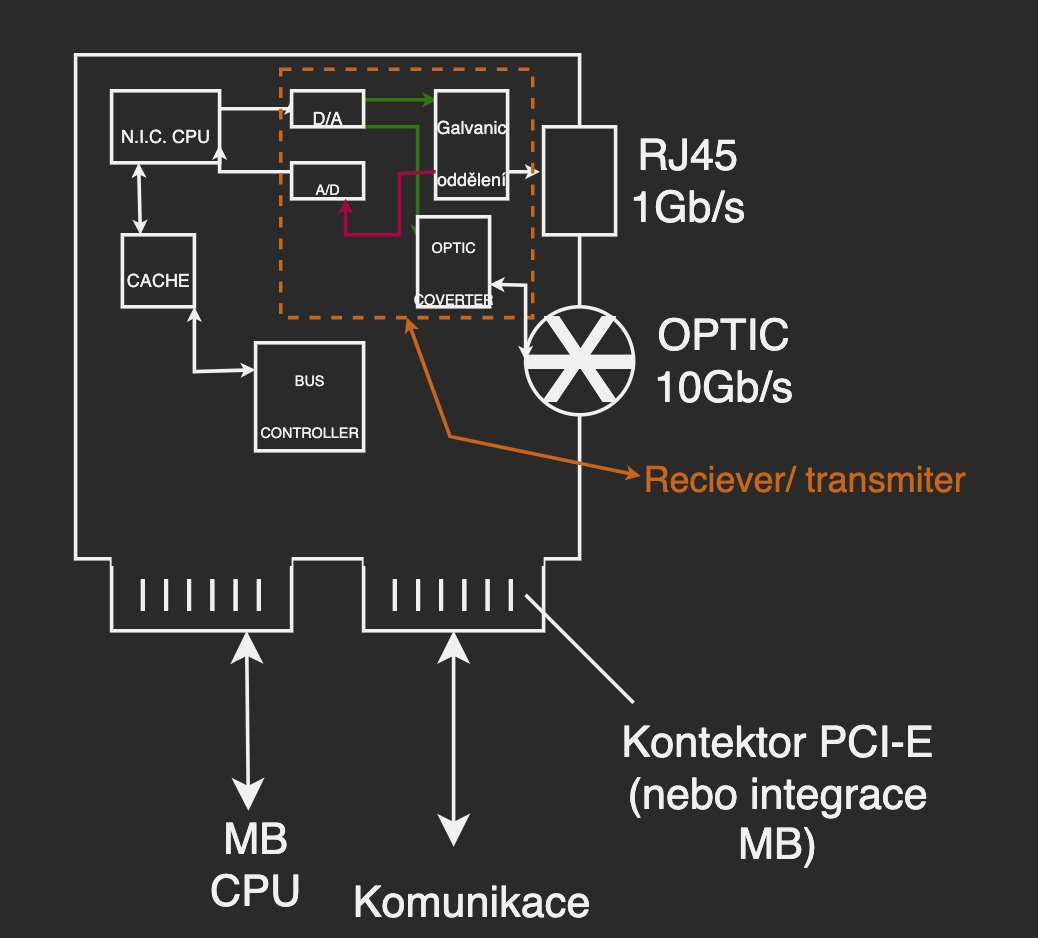 N.I.C. CPU
D/A
Galvanic
oddělení
A/D
RJ45
1Gb/s
CACHE
OPTIC
COVERTER
OPTIC
10Gb/s
BUS
CONTROLLER
Reciever/ transmiter
Kontektor PCI-E
(nebo integrace
MB)
MB
CPU
Komunikace